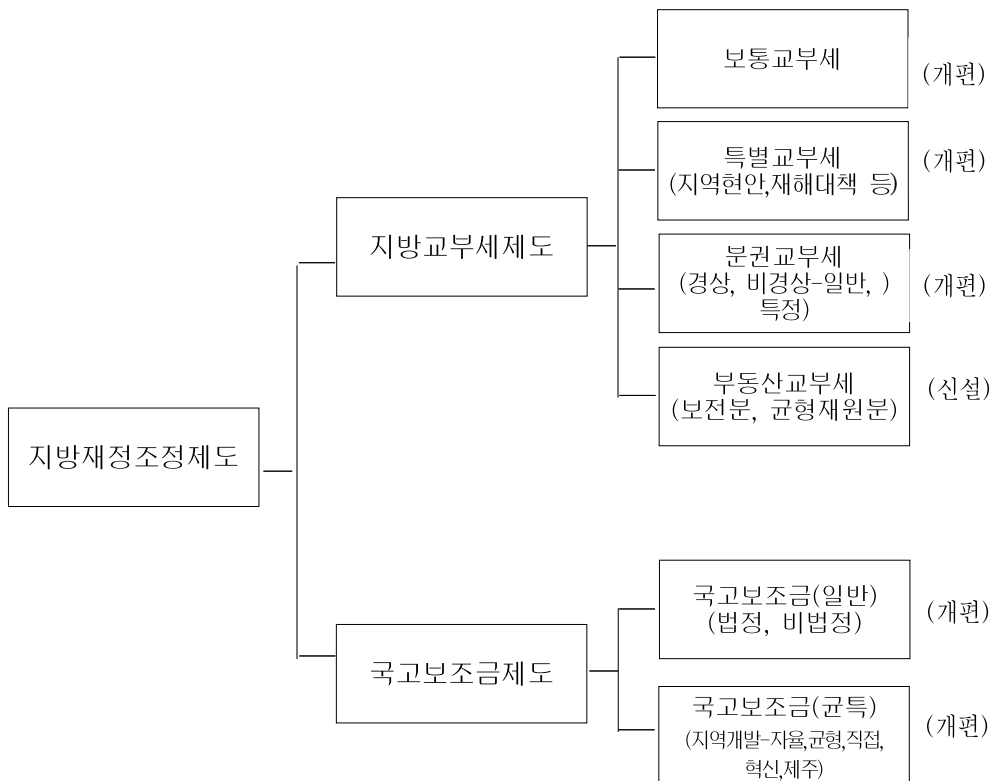 보통교부세
(개편)
특별교부세
(지역현안,재해대책 등)
(개편)
지방교부세제도
분권교부세
(경상, 비경상-일반, )
특정)
(개편)
부동산교부세
(보전분, 균형재원분)
(신설)
지방재정조정제도
국고보조금(일반)
(법정, 비법정)
(개편)
국고보조금제도
국고보조금(균특)
(지역개발-자율,균형,직접,
혁신,제주)
(개편)